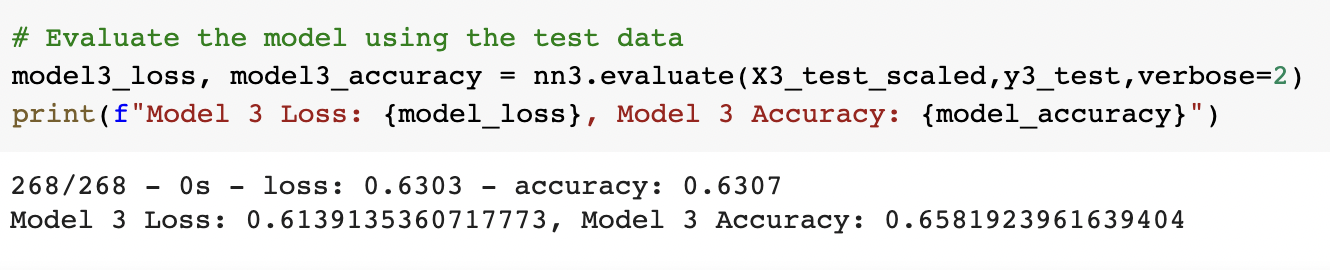 # Evaluate the model using the test data
model3_loss, model3_accuracy = nn3.evaluate(X3_test_scaled,y3_test,verbose=2)
print(f"Model 3 Loss: {model_loss}, Model 3 Accuracy: {model_accuracy}")
268/268 - 0s - loss: 0.6303 - accuracy: 0.6307
Model 3 Loss: 0.6139135360717773, Model 3 Accuracy: 0.6581923961639404